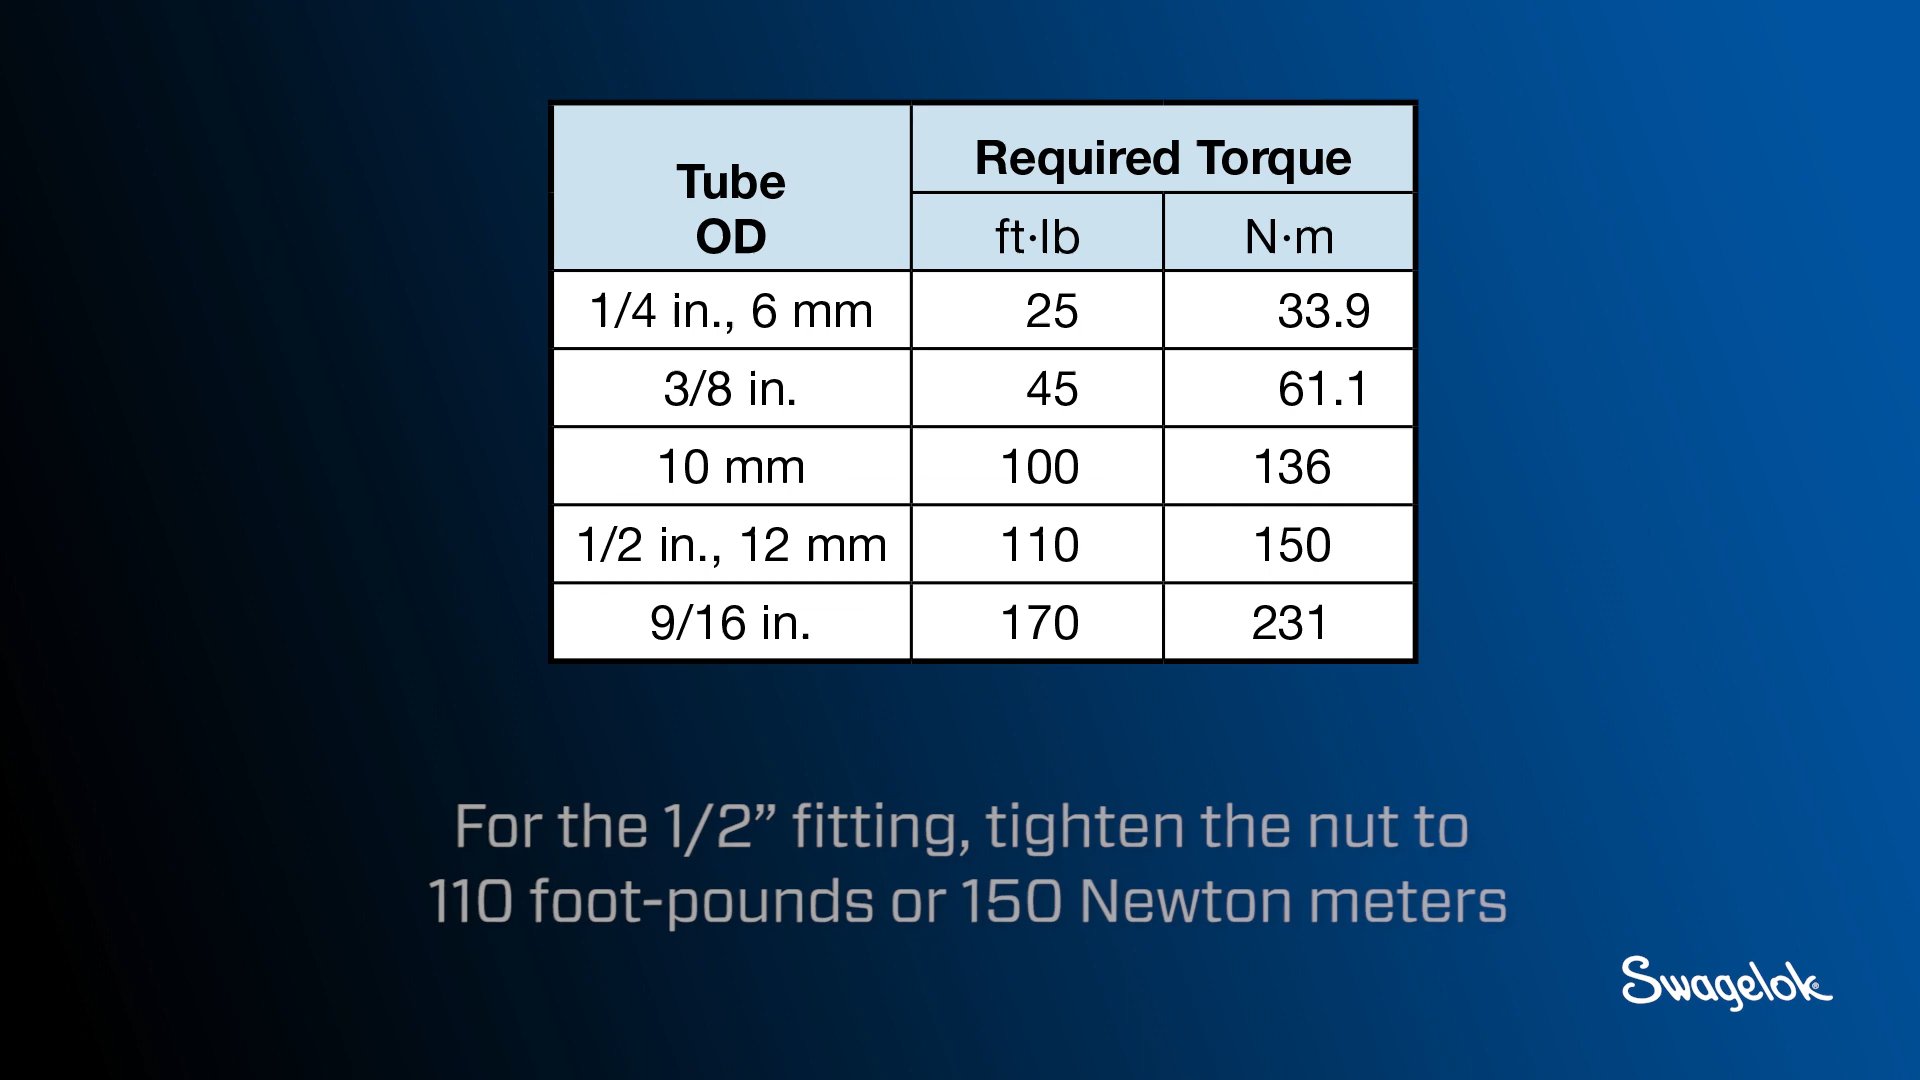 Tube
OD
Required Torque
ft·lb N·m
1/4 in., 6 mm 25 33.9
3/8 in. 45 61.1
10 mm 100 136
1/2 in., 12 mm 110 150
9/16 in. 170 231
For the 1/2” fitting, tighten the nut to
110 foot-pounds or 150 Newton meters
Swagelok®